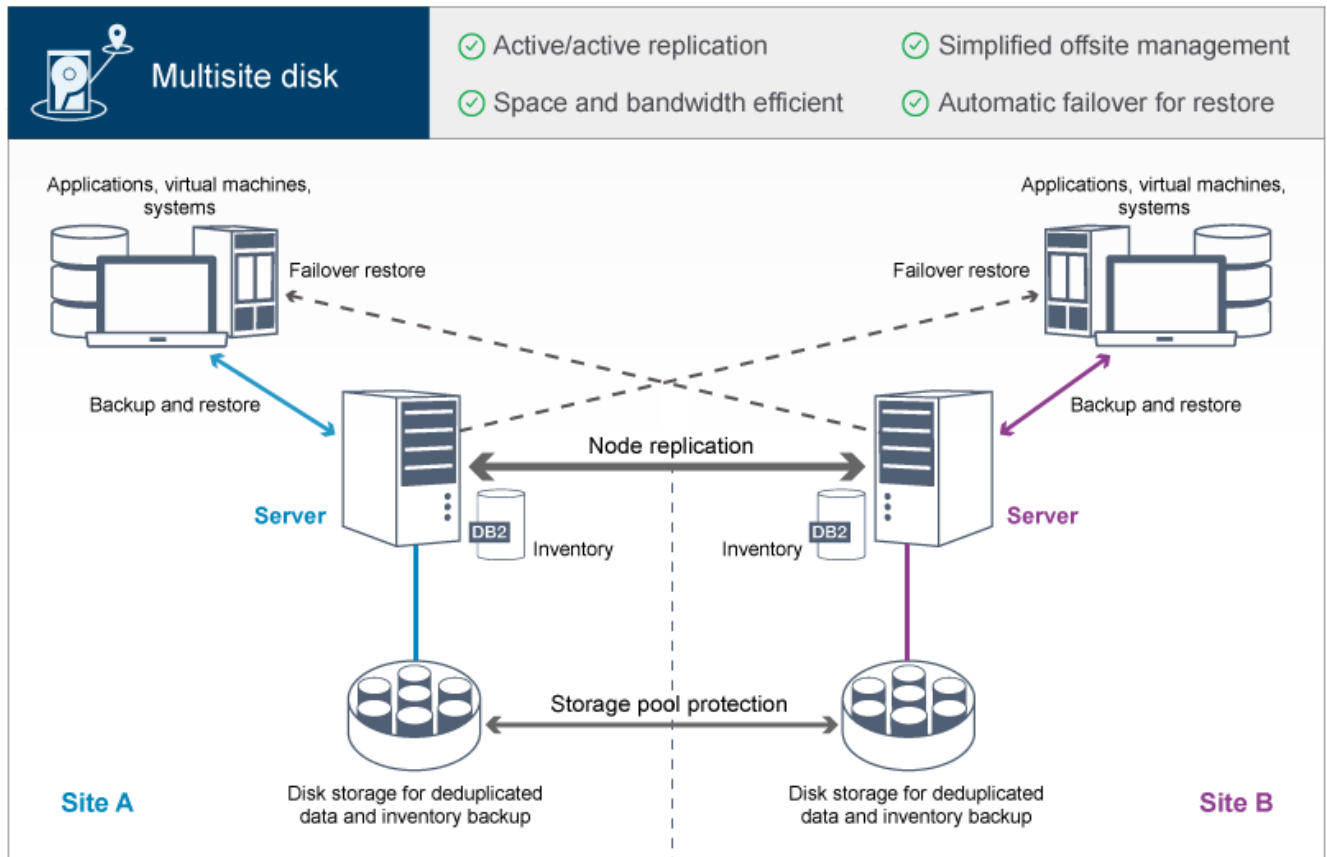 Multisite disk
Active/active replication
Simplified offsite management
Space and bandwidth efficient
Automatic failover for restore
Applications, virtual machines,
systems
Applications, virtual machines,
systems
Failover restore
Failover restore
Backup and restore
Backup and restore
Node replication
Server
Server
DB2
Inventory
Inventory
DB2
Storage pool protection
Disk storage for deduplicated
data and inventory backup
Disk storage for deduplicated
data and inventory backup
Site A
Site B